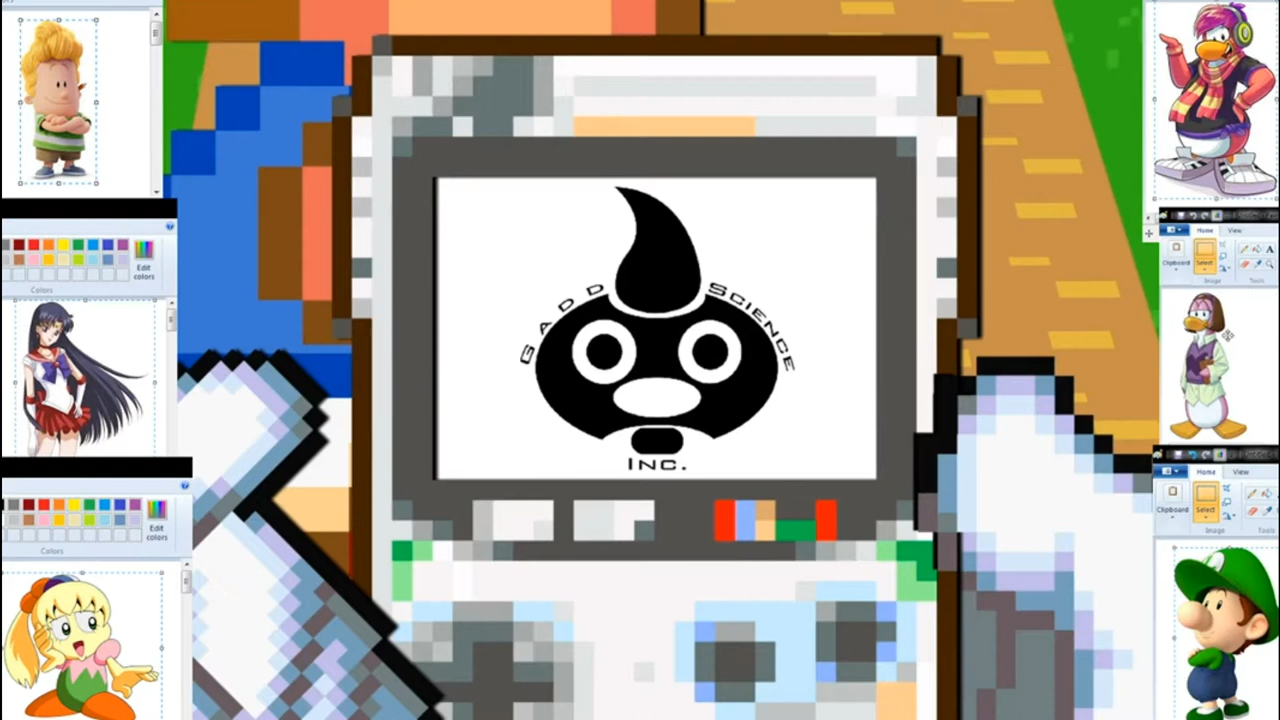 GADD SCIENCE
INC.
Edit
colors
Colors
Edit
colors
Colors
Home View
Clipboard
Select
Image
Tools
Home View
Clipboard
Select
Image
Tools